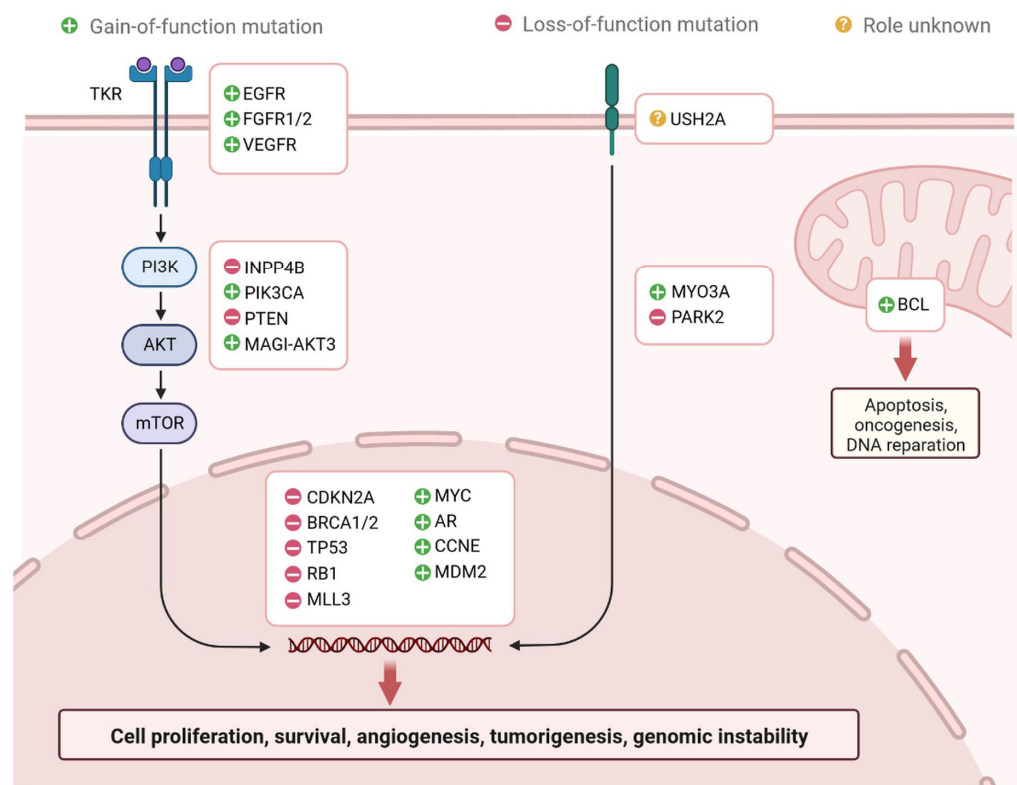 Gain-of-function mutation
Loss-of-function mutation
Role unknown
TKR
EGFR
FGFR1/2
VEGFR
USH2A
PI3K
AKT
mTOR
INPP4B
PIK3CA
PTEN
MAGI-AKT3
MYO3A
PARK2
BCL
Apoptosis,
oncogenesis,
DNA reparation
CDKN2A
BRCA1/2
TP53
RB1
MLL3
MYC
AR
CCNE
MDM2
Cell proliferation, survival, angiogenesis, tumorigenesis, genomic instability